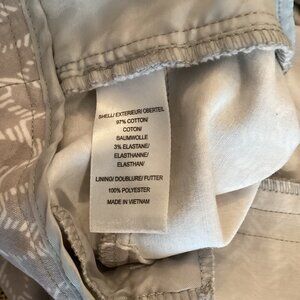 SHELL/ EXTERIEUR/ OBERTEIL
97% COTTON/
COTON/
BAUMWOLLE
3% ELASTANE/
ELASTHANNE/
ELASTHAN/
LINING/ DOUBLURE/ FUTTER
100% POLYESTER
MADE IN VIETNAM